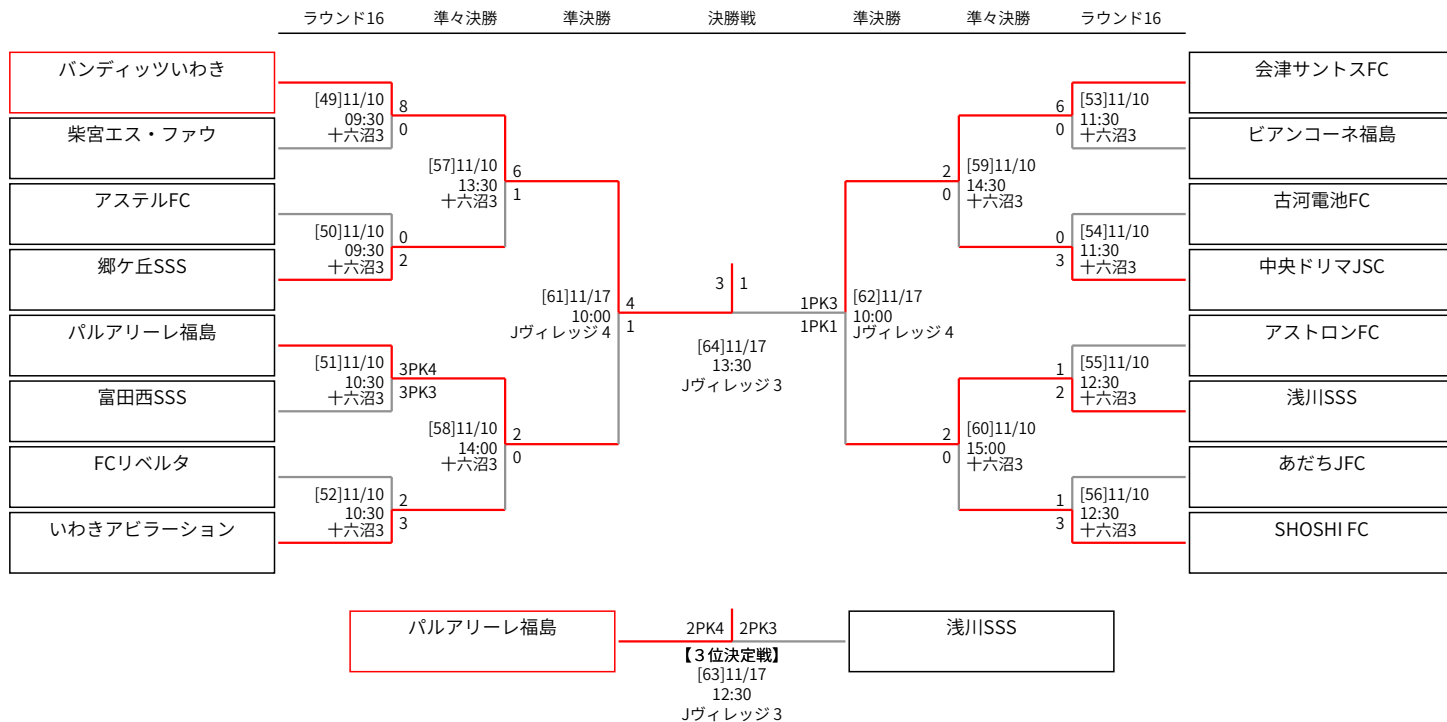 ラウンド16 準々決勝 準決勝 決勝戦 準決勝 準々決勝 ラウンド16
バンディッツいわき
柴宮エス・ファウ
アステルFC
郷ケ丘SSS
パルアリーレ福島
富田西SSS
FCリベルタ
いわきアビラーション
[49]11/10
09:30
十六沼3
8
0
[50]11/10
09:30
十六沼3
0
2
[51]11/10
10:30
十六沼3
3PK4
3PK3
[52]11/10
10:30
十六沼3
2
3
[57]11/10
13:30
十六沼3
6
1
[58]11/10
14:00
十六沼3
2
0
[61]11/17
10:00
Jヴィレッジ 4
4
1
3 1
[64]11/17
13:30
Jヴィレッジ 3
1PK3
1PK1
[62]11/17
10:00
Jヴィレッジ 4
2
0
[59]11/10
14:30
十六沼3
2
0
[60]11/10
15:00
十六沼3
6
0
[53]11/10
11:30
十六沼3
0
3
[54]11/10
11:30
十六沼3
1
2
[55]11/10
12:30
十六沼3
1
3
[56]11/10
12:30
十六沼3
会津サントスFC
ビアンコーネ福島
古河電池FC
中央ドリマJSC
アストロンFC
浅川SSS
あだちJFC
SHOSHI FC
パルアリーレ福島
2PK4 2PK3
浅川SSS
【３位決定戦】
[63]11/17
12:30
Jヴィレッジ 3